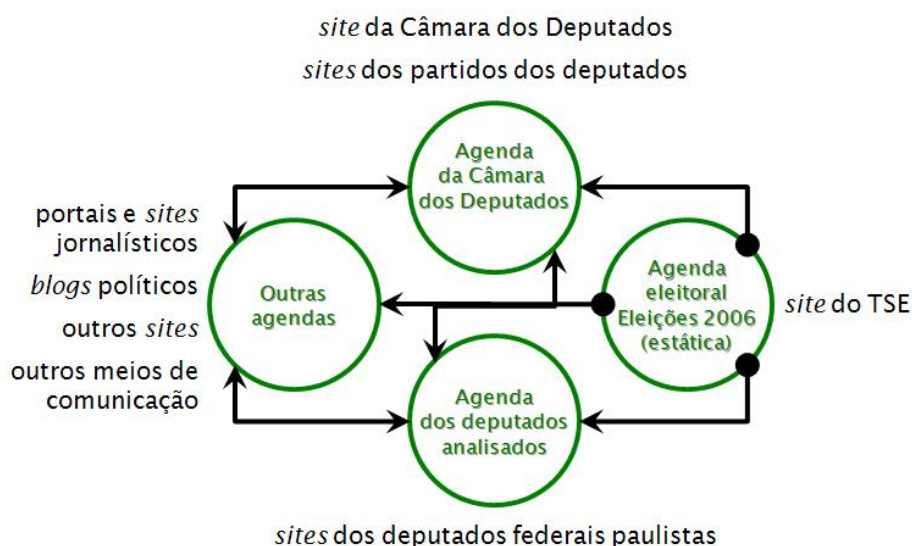 site da Câmara dos Deputados
sites dos partidos dos deputados
Agenda
da Câmara
dos Deputados
portais e sites
jornalísticos
blogs políticos
outros sites
outros meios de
comunicação
Outras
agendas
Agenda
eleitoral
Eleições 2006
(estática)
site do TSE
Agenda
dos deputados
analisados
sites dos deputados federais paulistas